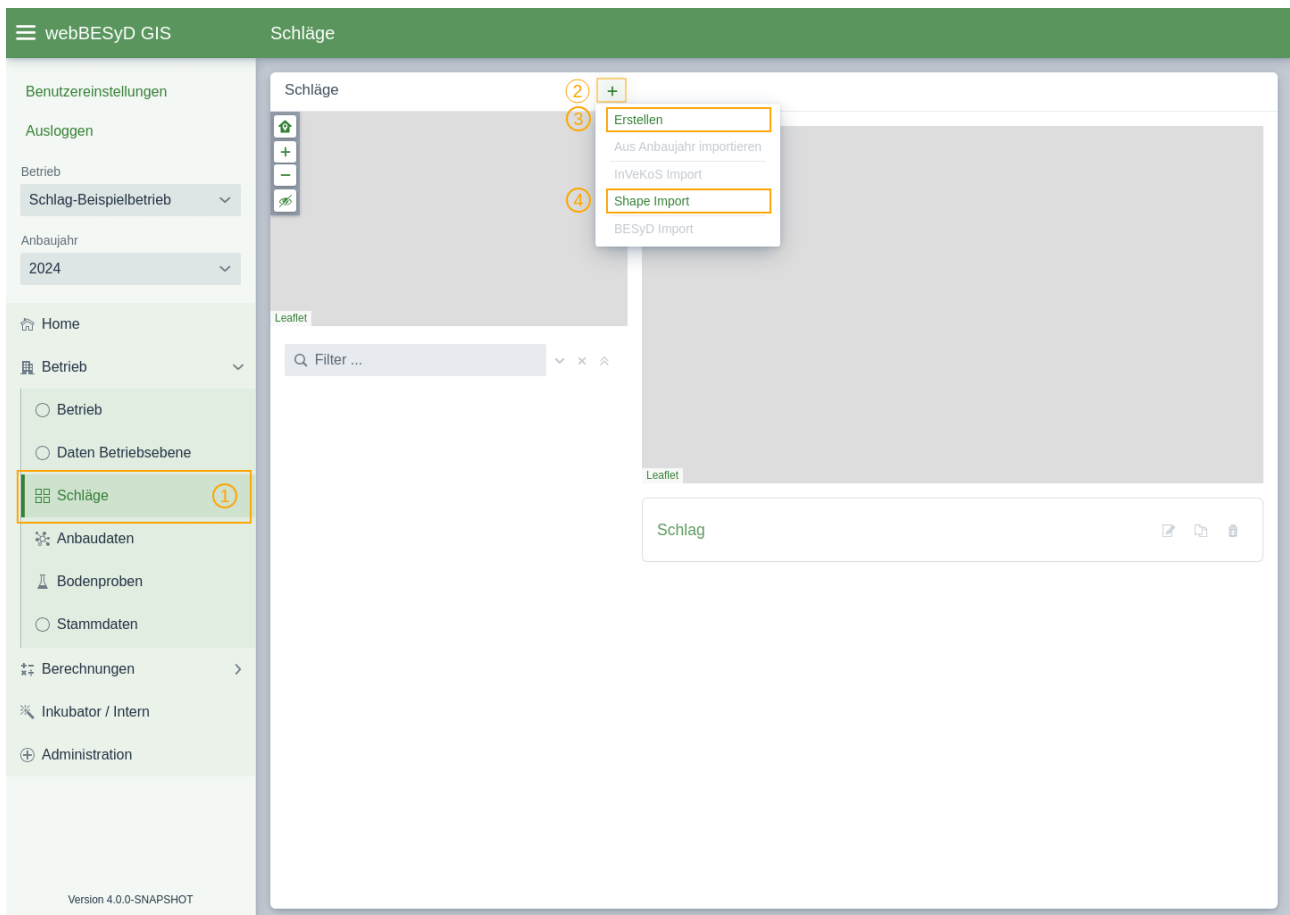 webBESyD GIS
Schläge
Benutzereinstellungen
Ausloggen
Betrieb
Schlag-Beispielbetrieb
Anbaujahr
2024
Home
Betrieb
Betrieb
Daten Betriebsebene
Schläge 1
Anbaudaten
Bodenproben
Stammdaten
Berechnungen
Inkubator / Intern
Administration
Version 4.0.0-SNAPSHOT
Schläge 2 +
3 Erstellen
Aus Anbaujahr importieren
InVeKoS Import
4 Shape Import
BESyD Import
+
−
Leaflet
Filter ...
Leaflet
Schlag